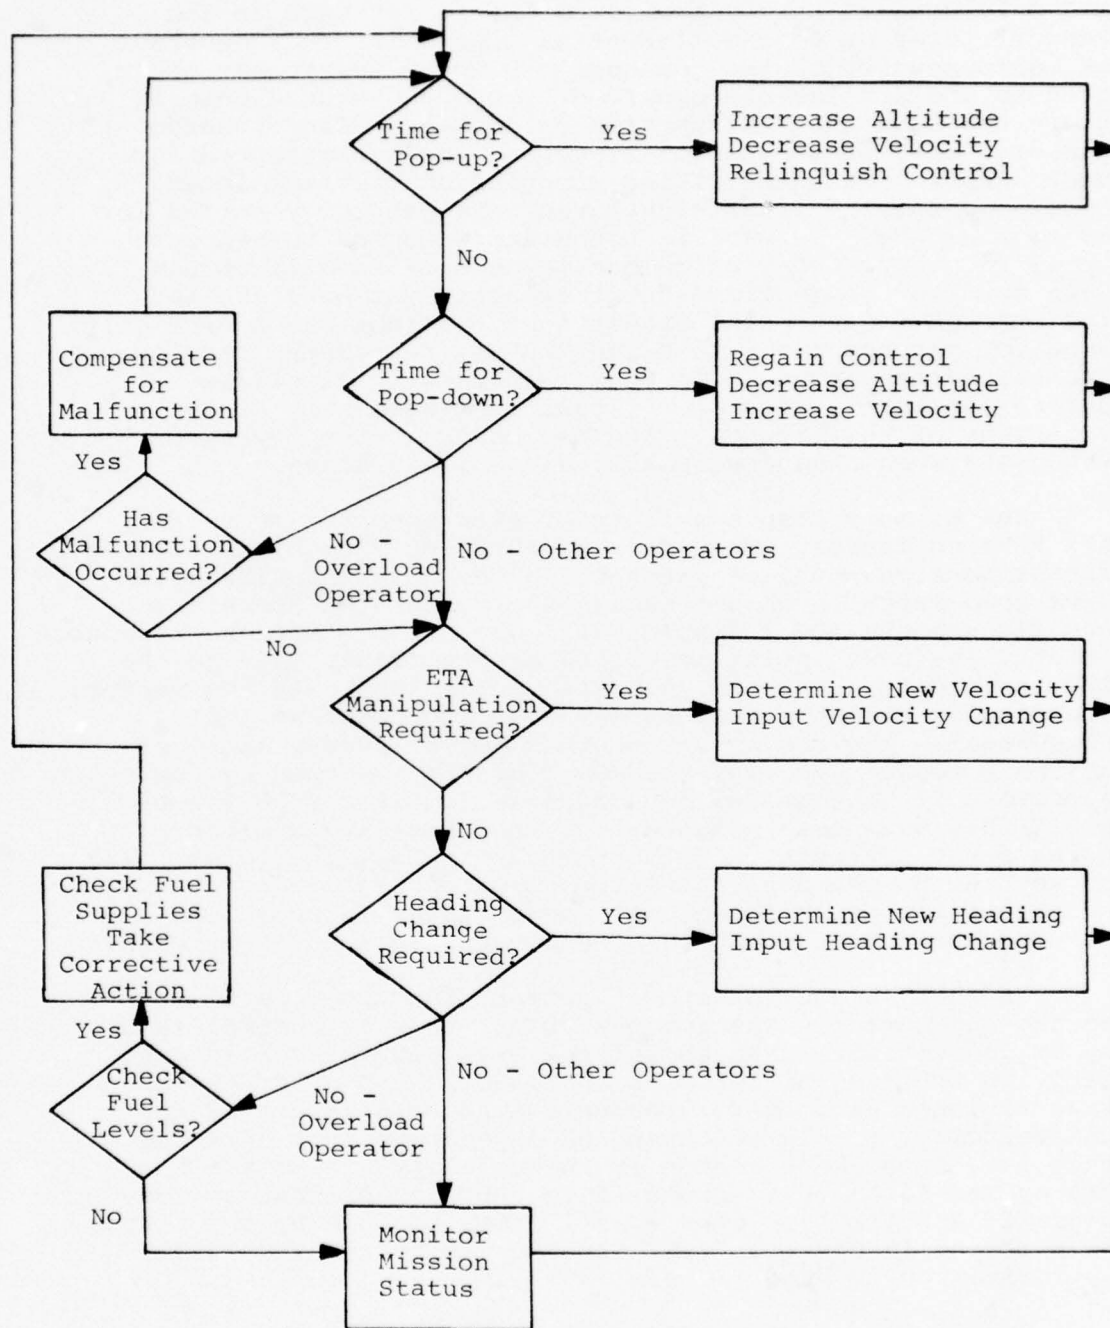 Time for
Pop-up?
Yes
Increase Altitude
Decrease Velocity
Relinquish Control
No
Compensate
for
Malfunction
Time for
Pop-down?
Yes
Regain Control
Decrease Altitude
Increase Velocity
Yes
Has
Malfunction
Occurred?
No -
Overload
Operator
No - Other Operators
No
ETA
Manipulation
Required?
Yes
Determine New Velocity
Input Velocity Change
No
Check Fuel
Supplies
Take
Corrective
Action
Heading
Change
Required?
Yes
Determine New Heading
Input Heading Change
Yes
Check
Fuel
Levels?
No -
Overload
Operator
No - Other Operators
No
Monitor
Mission
Status